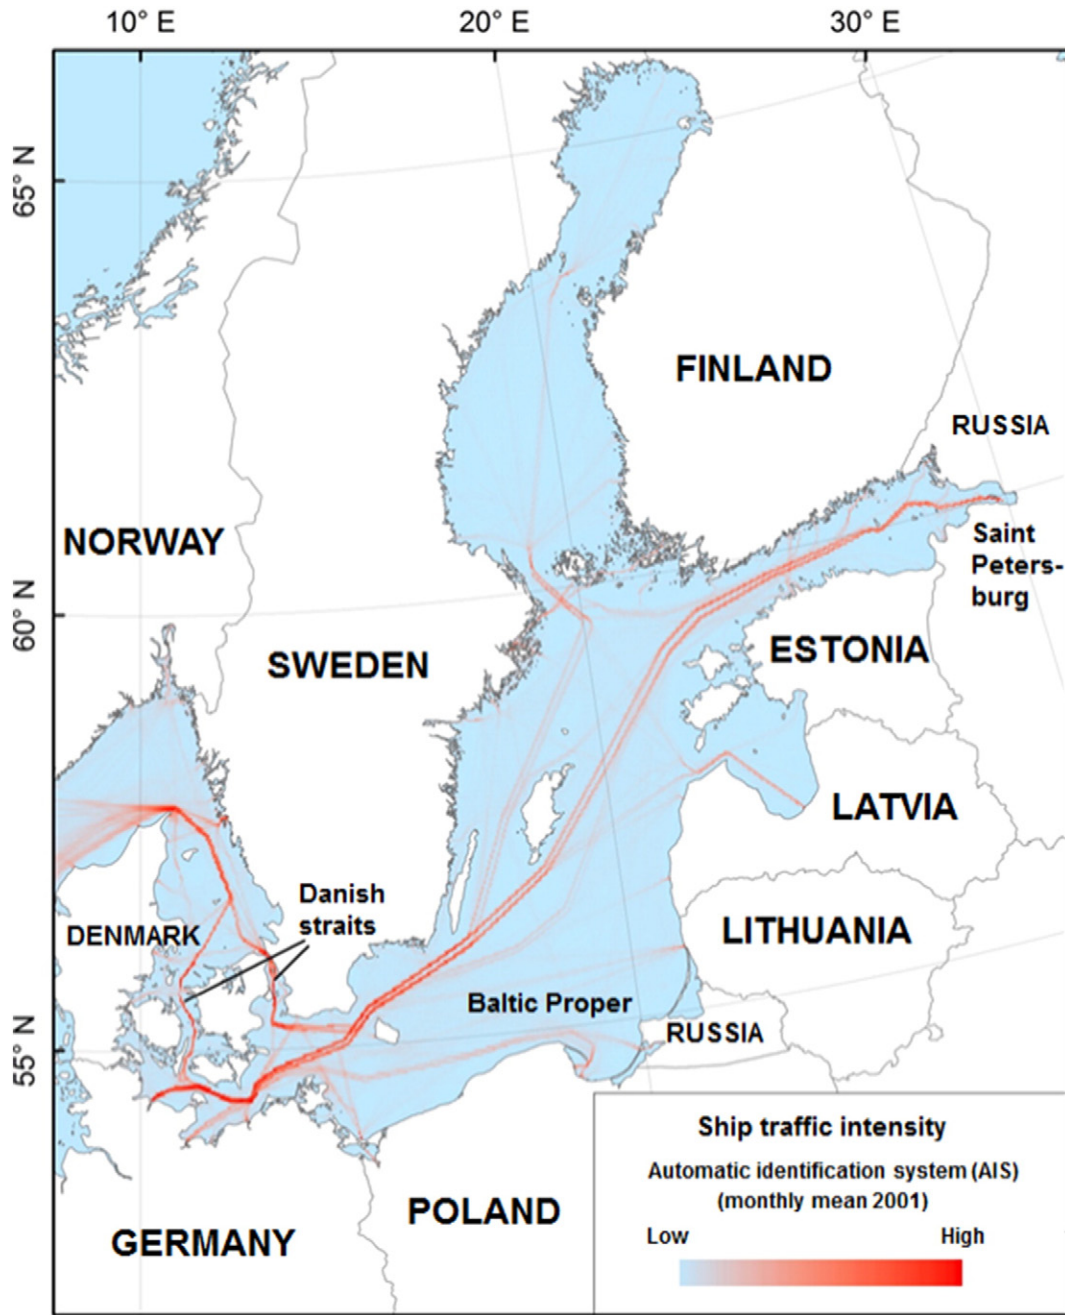 10° E
20° E
30° E
65° N
60° N
55° N
FINLAND
RUSSIA
NORWAY
Saint
Peters-
burg
SWEDEN
ESTONIA
LATVIA
Danish
straits
DENMARK
LITHUANIA
Baltic Proper
RUSSIA
POLAND
GERMANY
Ship traffic intensity
Automatic identification system (AIS)
(monthly mean 2001)
Low
High